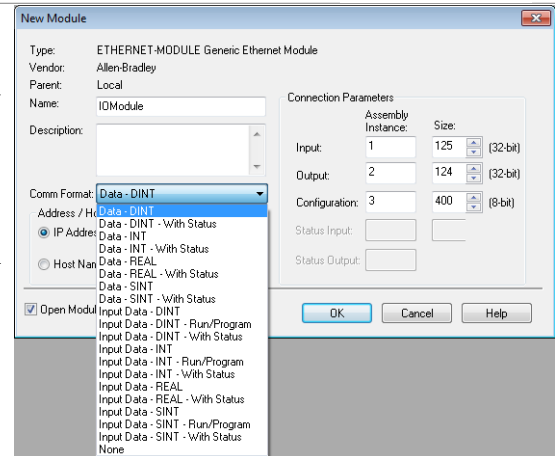 New Module
Type: ETHERNET-MODULE Generic Ethernet Module
Vendor: Allen-Bradley
Parent: Local
Name: IOModule
Description:
Comm Format: Data - DINT
Address / H
IP Addre
Host Nan
Open Modul
Data - DINT
Data - DINT - With Status
Data - INT
Data - INT - With Status
Data - REAL
Data - REAL - With Status
Data - SINT
Data - SINT - With Status
Input Data - DINT
Input Data - DINT - Run/Program
Input Data - DINT - With Status
Input Data - INT
Input Data - INT - Run/Program
Input Data - INT - With Status
Input Data - REAL
Input Data - REAL - With Status
Input Data - SINT
Input Data - SINT - Run/Program
Input Data - SINT - With Status
None
Connection Parameters
Assembly
Instance: Size:
Input: 1 125 (32-bit)
Output: 2 124 (32-bit)
Configuration: 3 400 (8-bit)
Status Input:
Status Output:
OK Cancel Help